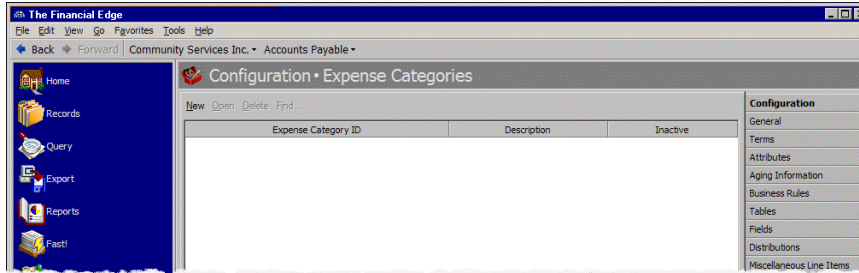 The Financial Edge
File Edit View Go Favorites Tools Help
Back Forward Community Services Inc. Accounts Payable
Home
Records
Query
Export
Reports
Fast!
Configuration • Expense Categories
New Open Delete Find...
Expense Category ID Description Inactive
Configuration
General
Terms
Attributes
Aging Information
Business Rules
Tables
Fields
Distributions
Miscellaneous Line Items